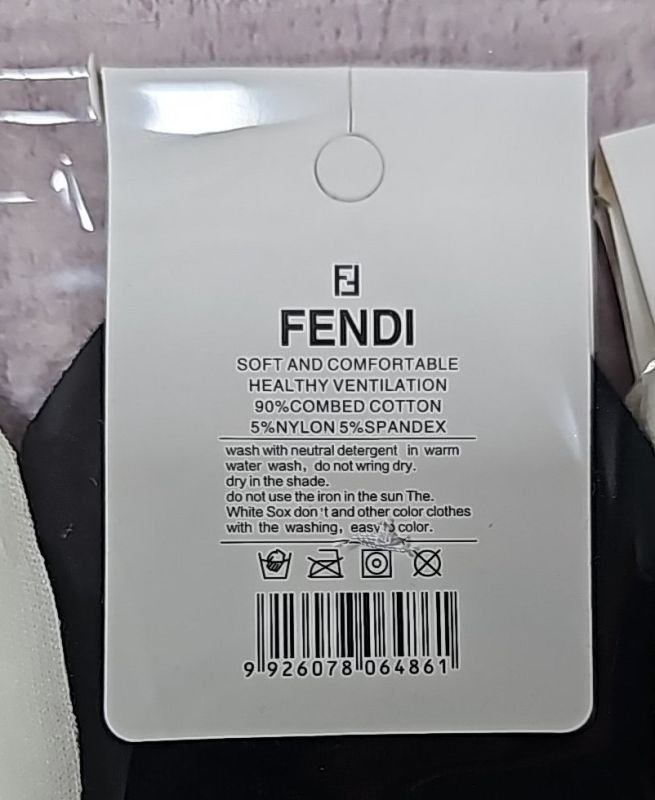 FF
FENDI
SOFT AND COMFORTABLE
HEALTHY VENTILATION
90%COMBED COTTON
5%NYLON 5%SPANDEX
wash with neutral detergent in warm
water wash, do not wring dry.
dry in the shade.
do not use the iron in the sun The.
White Sox don't and other color clothes
with the washing, easy to color.
9 926078 064861